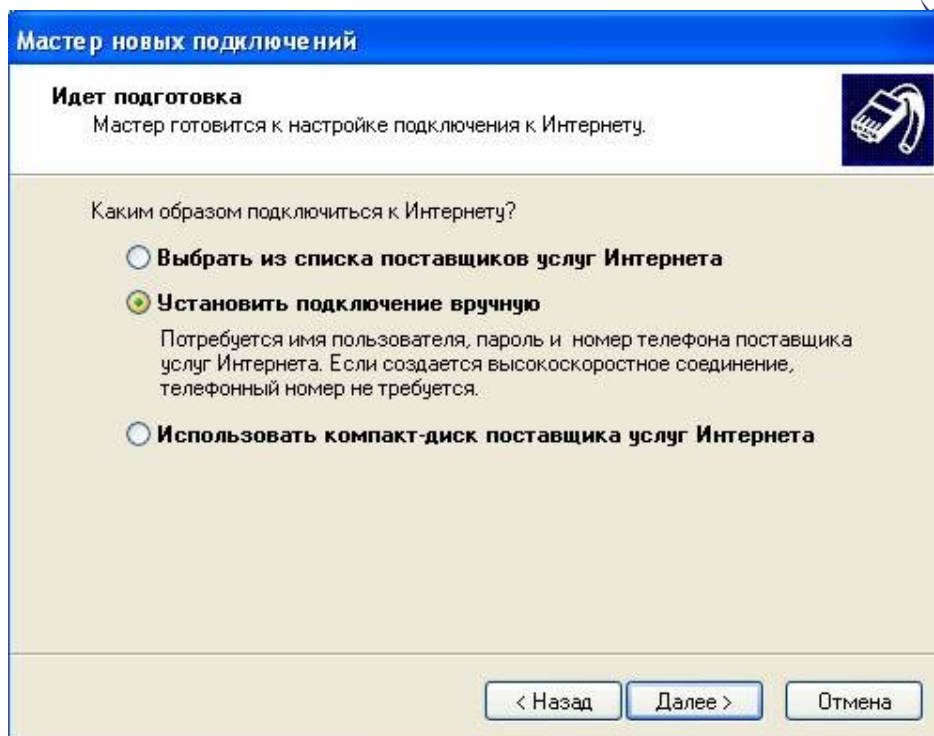 Мастер новых подключений
Идет подготовка
Мастер готовится к настройке подключения к Интернету.
Каким образом подключиться к Интернету?
Выбрать из списка поставщиков услуг Интернета
Установить подключение вручную
Потребуется имя пользователя, пароль и номер телефона поставщика
услуг Интернета. Если создается высокоскоростное соединение,
телефонный номер не требуется.
Использовать компакт-диск поставщика услуг Интернета
< Назад Далее > Отмена